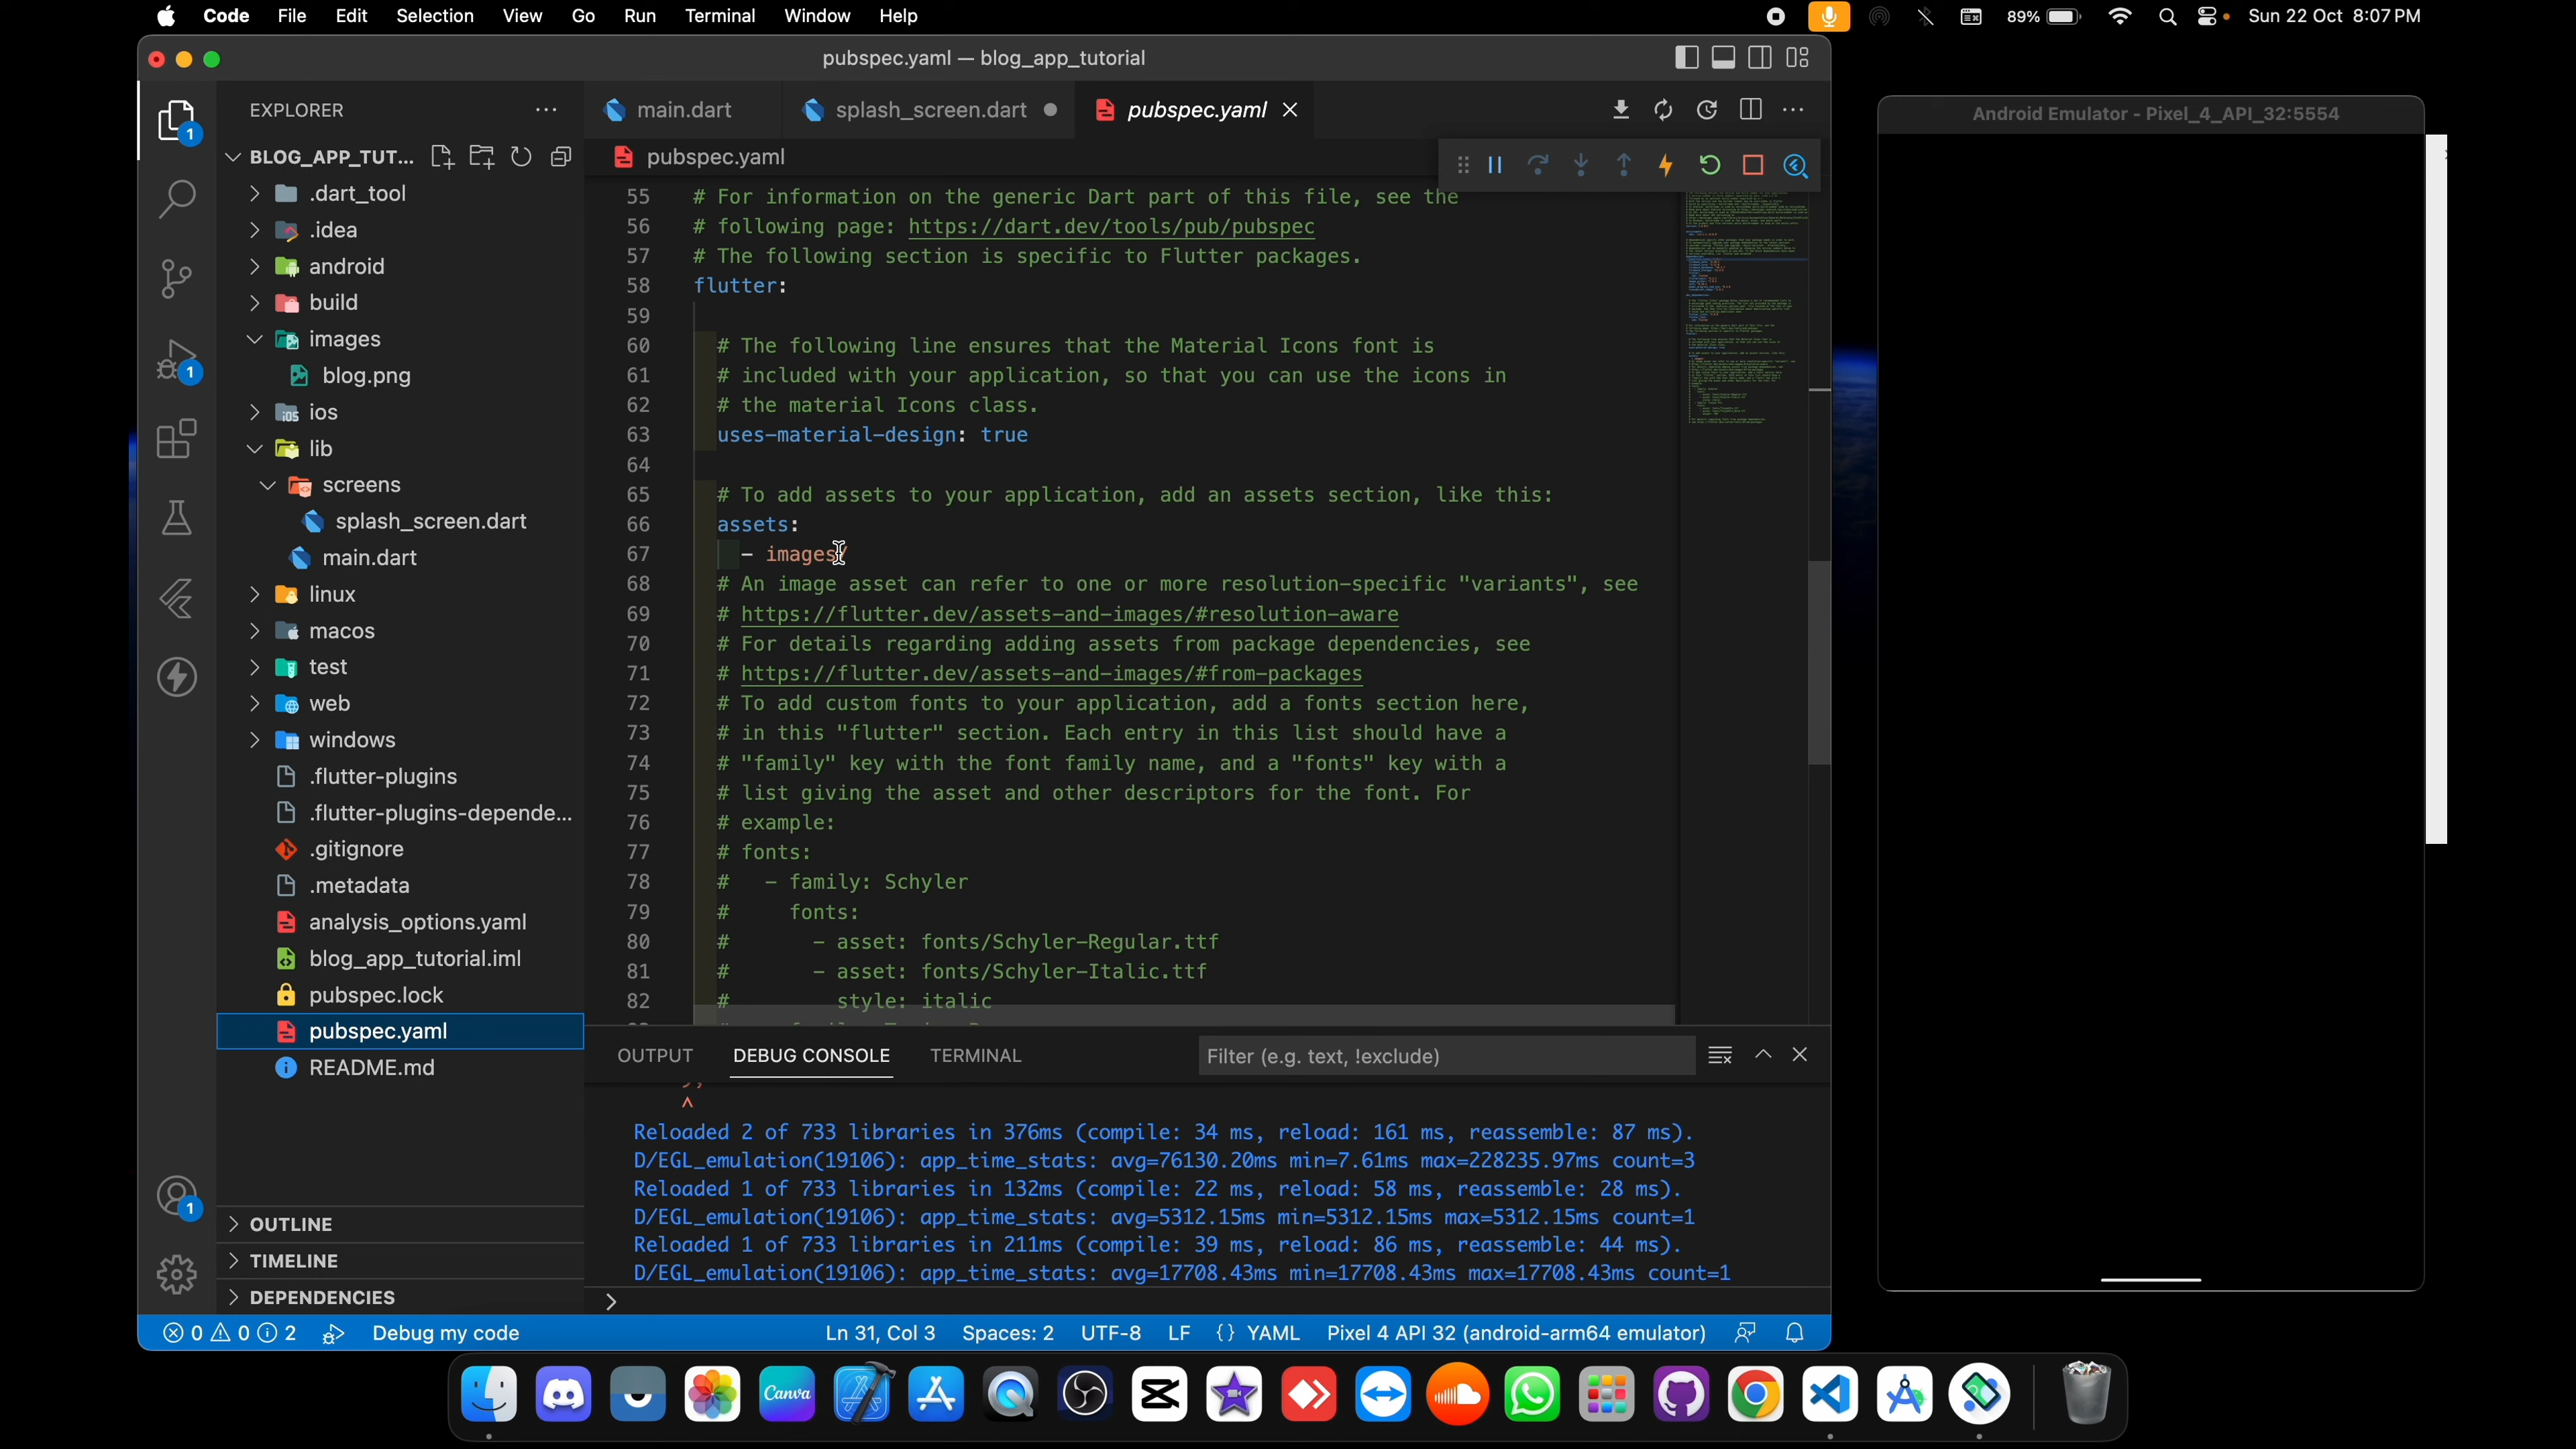 Code File Edit Selection View Go Run Terminal Window Help 89% Sun 22 Oct 8:07 PM
pubspec.yaml — blog_app_tutorial
EXPLORER
main.dart
splash_screen.dart
pubspec.yaml
BLOG_APP_TUT...
pubspec.yaml
.dart_tool
.idea
android
build
images
blog.png
ios
lib
screens
splash_screen.dart
main.dart
linux
macos
test
web
windows
.flutter-plugins
.flutter-plugins-depende...
.gitignore
.metadata
analysis_options.yaml
blog_app_tutorial.iml
pubspec.lock
pubspec.yaml
README.md
OUTLINE
TIMELINE
DEPENDENCIES
1
1
1
55 # For information on the generic Dart part of this file, see the
56 # following page: https://dart.dev/tools/pub/pubspec
57 # The following section is specific to Flutter packages.
58 flutter:
59
60 # The following line ensures that the Material Icons font is
61 # included with your application, so that you can use the icons in
62 # the material Icons class.
63 uses-material-design: true
64
65 # To add assets to your application, add an assets section, like this:
66 assets:
67 - images/
68 # An image asset can refer to one or more resolution-specific "variants", see
69 # https://flutter.dev/assets-and-images/#resolution-aware
70 # For details regarding adding assets from package dependencies, see
71 # https://flutter.dev/assets-and-images/#from-packages
72 # To add custom fonts to your application, add a fonts section here,
73 # in this "flutter" section. Each entry in this list should have a
74 # "family" key with the font family name, and a "fonts" key with a
75 # list giving the asset and other descriptors for the font. For
76 # example:
77 # fonts:
78 # - family: Schyler
79 # fonts:
80 # - asset: fonts/Schyler-Regular.ttf
81 # - asset: fonts/Schyler-Italic.ttf
82 # style: italic
OUTPUT DEBUG CONSOLE TERMINAL Filter (e.g. text, !exclude)
^
Reloaded 2 of 733 libraries in 376ms (compile: 34 ms, reload: 161 ms, reassemble: 87 ms).
D/EGL_emulation(19106): app_time_stats: avg=76130.20ms min=7.61ms max=228235.97ms count=3
Reloaded 1 of 733 libraries in 132ms (compile: 22 ms, reload: 58 ms, reassemble: 28 ms).
D/EGL_emulation(19106): app_time_stats: avg=5312.15ms min=5312.15ms max=5312.15ms count=1
Reloaded 1 of 733 libraries in 211ms (compile: 39 ms, reload: 86 ms, reassemble: 44 ms).
D/EGL_emulation(19106): app_time_stats: avg=17708.43ms min=17708.43ms max=17708.43ms count=1
0 0 2 Debug my code Ln 31, Col 3 Spaces: 2 UTF-8 LF {} YAML Pixel 4 API 32 (android-arm64 emulator)
Android Emulator - Pixel_4_API_32:5554
Canva